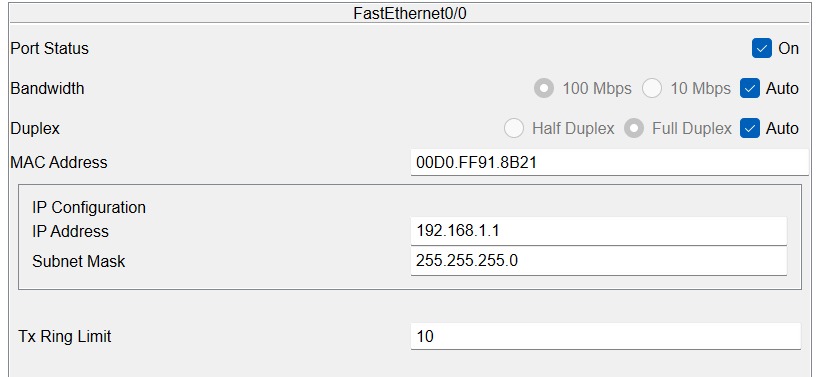 FastEthernet0/0
Port Status On
Bandwidth 100 Mbps 10 Mbps Auto
Duplex Half Duplex Full Duplex Auto
MAC Address 00D0.FF91.8B21
IP Configuration
IP Address 192.168.1.1
Subnet Mask 255.255.255.0
Tx Ring Limit 10